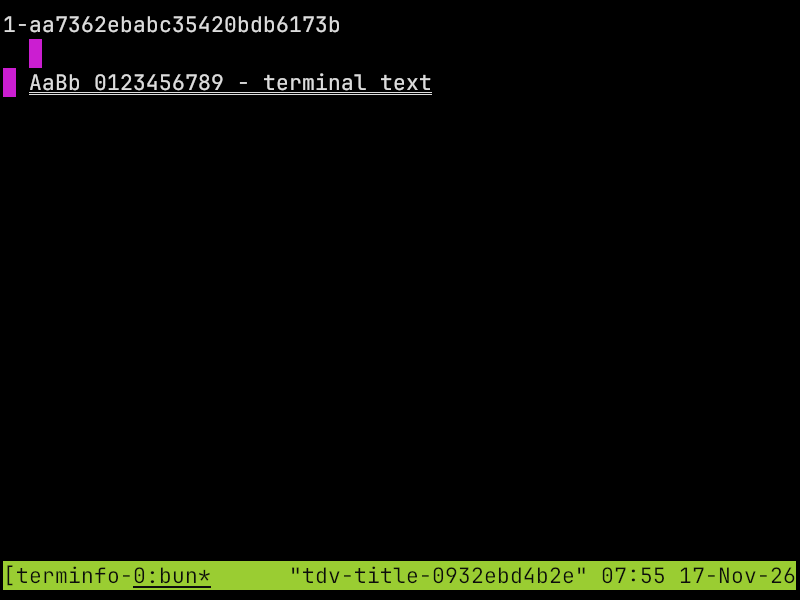 1-aa7362ebabc35420bdb6173b
AaBb 0123456789 - terminal text
[terminfo-0:bun* "tdv-title-0932ebd4b2e" 07:55 17-Nov-26